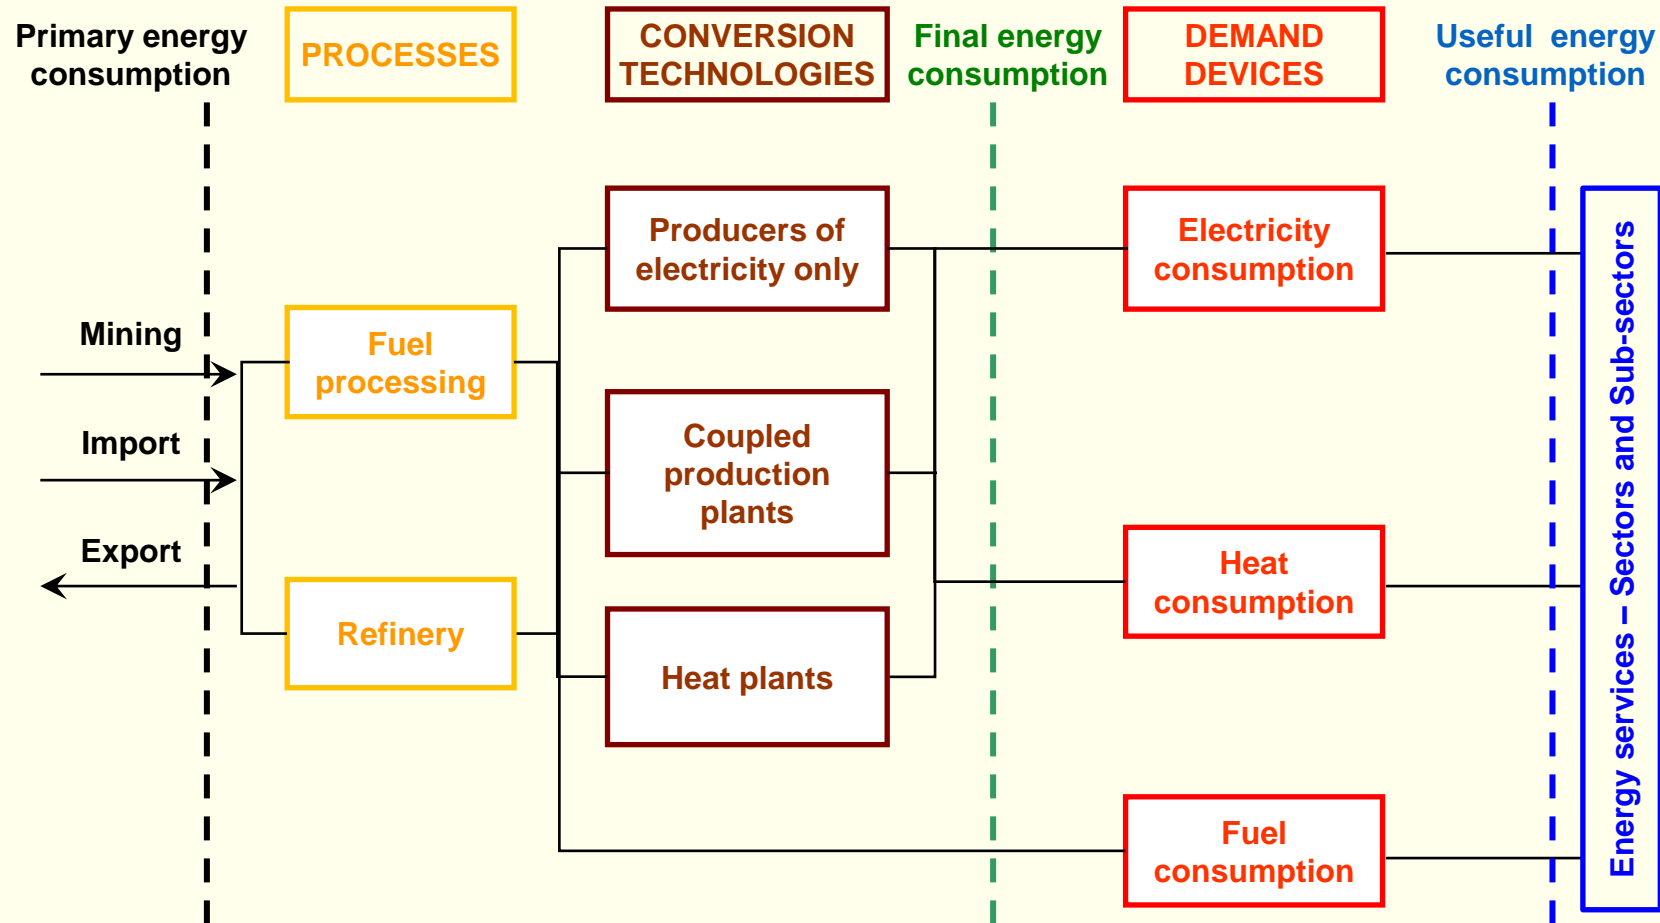 Primary energy
consumption
PROCESSES
CONVERSION
TECHNOLOGIES
Final energy
consumption
DEMAND
DEVICES
Useful energy
consumption
Mining
Import
Export
Fuel
processing
Refinery
Producers of
electricity only
Coupled
production
plants
Heat plants
Electricity
consumption
Heat
consumption
Fuel
consumption
Energy services – Sectors and Sub-sectors